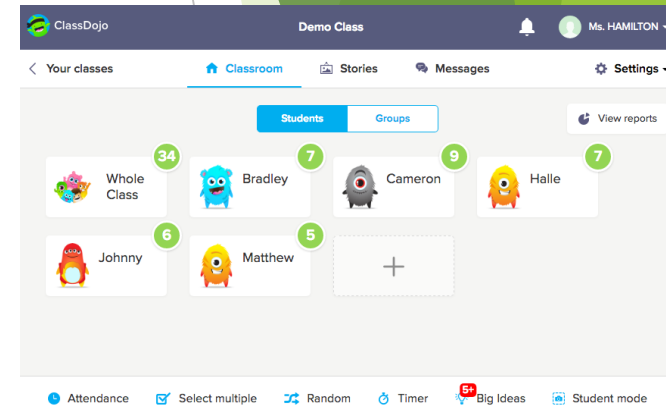 ClassDojo
Demo Class
Ms. HAMILTON
Your classes
Classroom
Stories
Messages
Settings
Students
Groups
View reports
34
7
9
7
Whole
Class
Bradley
Cameron
Halle
6
5
Johnny
Matthew
+
Attendance
Select multiple
Random
Timer
5+
Big Ideas
Student mode